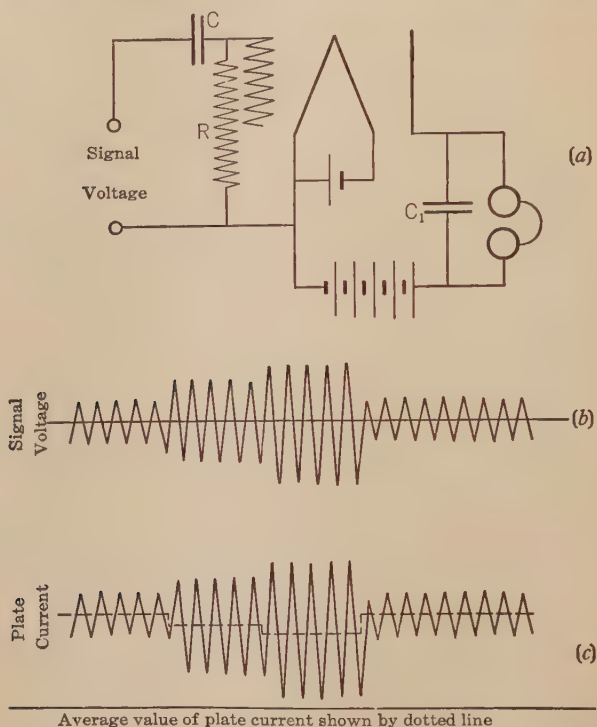 C
R
Signal
Voltage
C1
(a)
Signal
Voltage
(b)
Plate
Current
(c)
Average value of plate current shown by dotted line